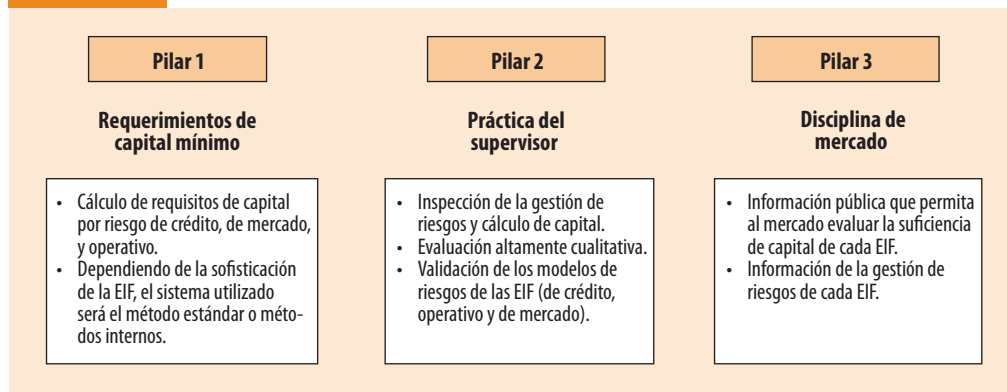 Pilar 1
Requerimientos de
capital mínimo
• Cálculo de requisitos de capital
por riesgo de crédito, de mercado,
y operativo.
• Dependiendo de la sofisticación
de la EIF, el sistema utilizado
será el método estándar o méto-
dos internos.
Pilar 2
Práctica del
supervisor
• Inspección de la gestión de
riesgos y cálculo de capital.
• Evaluación altamente cualitativa.
• Validación de los modelos de
riesgos de las EIF (de crédito,
operativo y de mercado).
Pilar 3
Disciplina de
mercado
• Información pública que permita
al mercado evaluar la suficiencia
de capital de cada EIF.
• Información de la gestión de
riesgos de cada EIF.